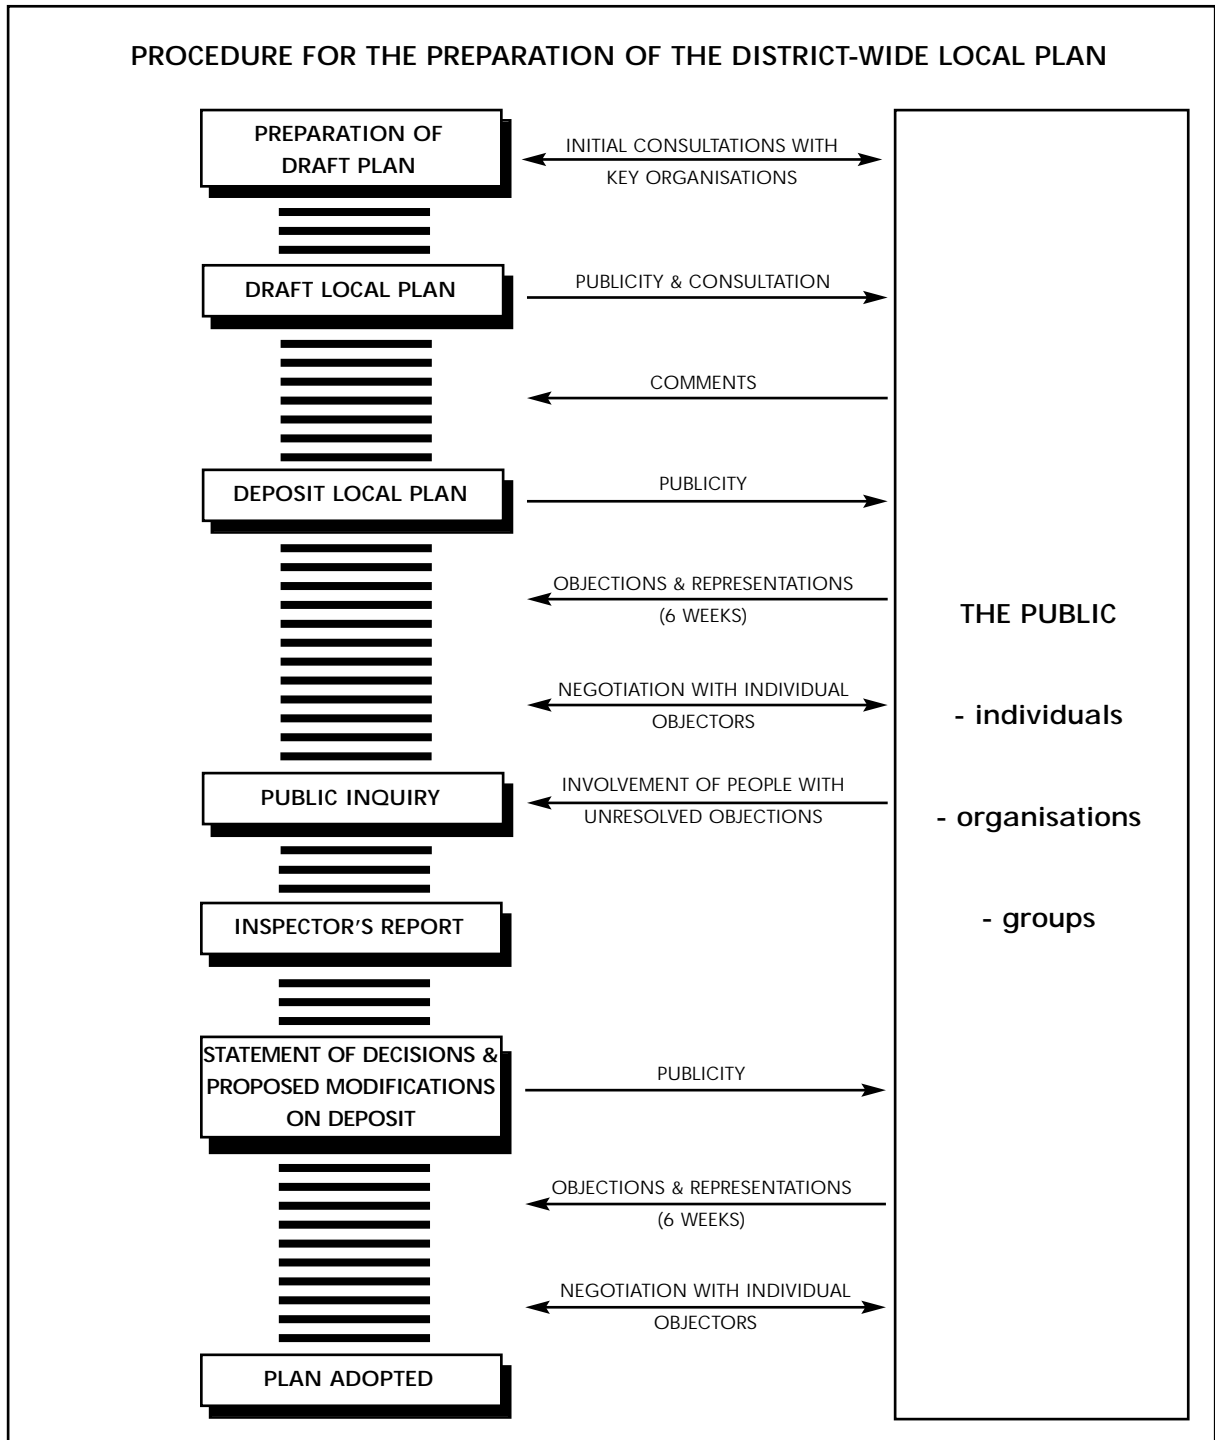 PROCEDURE FOR THE PREPARATION OF THE DISTRICT-WIDE LOCAL PLAN
PREPARATION OF
DRAFT PLAN
INITIAL CONSULTATIONS WITH
KEY ORGANISATIONS
DRAFT LOCAL PLAN
PUBLICITY & CONSULTATION
COMMENTS
DEPOSIT LOCAL PLAN
PUBLICITY
OBJECTIONS & REPRESENTATIONS
(6 WEEKS)
NEGOTIATION WITH INDIVIDUAL
OBJECTORS
PUBLIC INQUIRY
INVOLVEMENT OF PEOPLE WITH
UNRESOLVED OBJECTIONS
INSPECTOR'S REPORT
STATEMENT OF DECISIONS &
PROPOSED MODIFICATIONS
ON DEPOSIT
PUBLICITY
OBJECTIONS & REPRESENTATIONS
(6 WEEKS)
NEGOTIATION WITH INDIVIDUAL
OBJECTORS
PLAN ADOPTED
THE PUBLIC
- individuals
- organisations
- groups